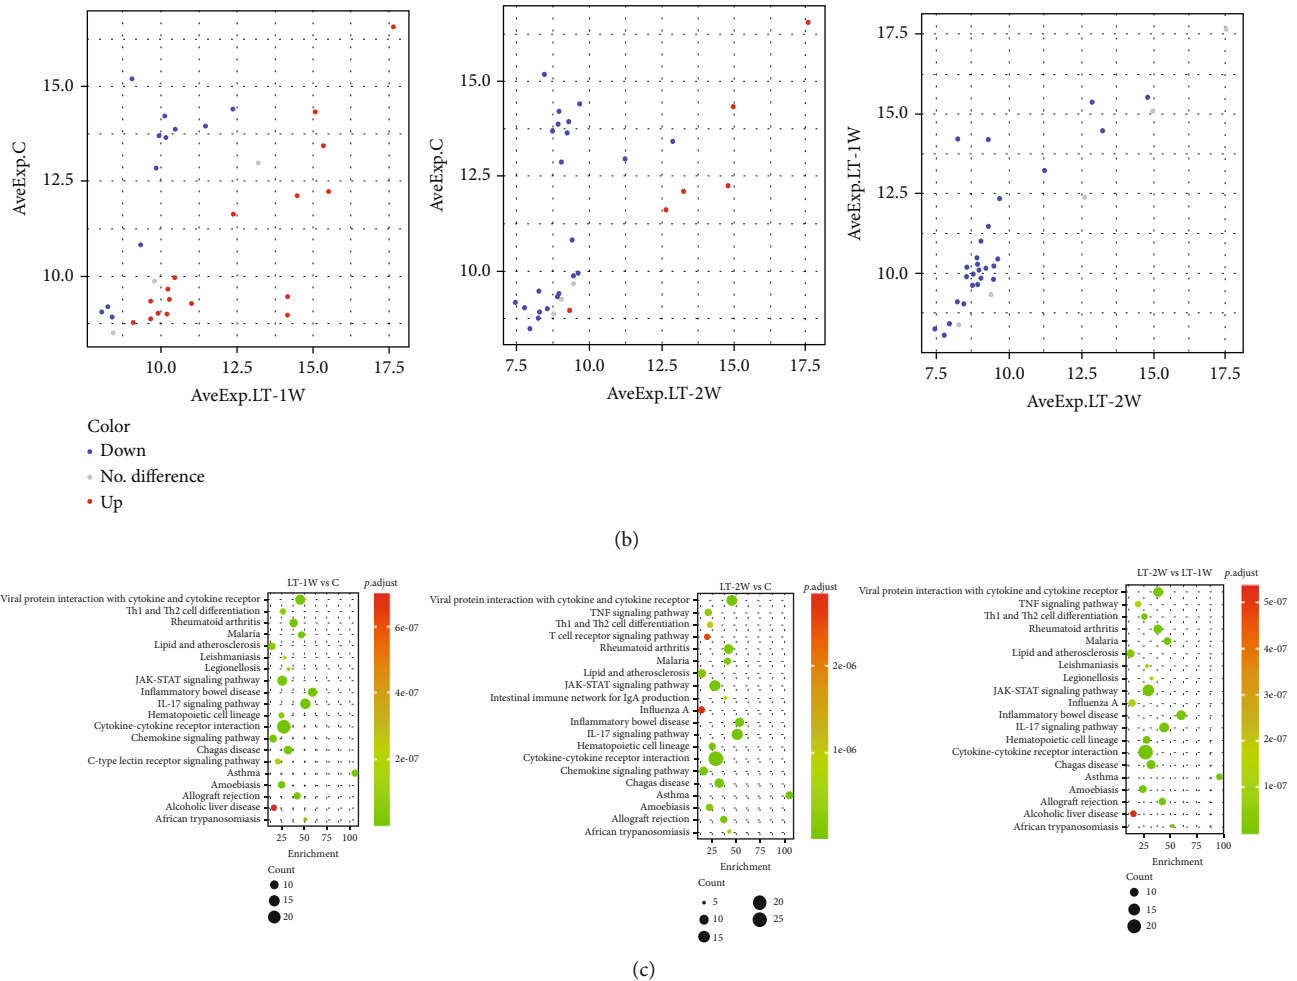 AveExp.C
15.0
12.5
10.0
10.0 12.5 15.0 17.5
AveExp.LT-1W
AveExp.C
15.0
12.5
10.0
7.5 10.0 12.5 15.0 17.5
AveExp.LT-2W
AveExp.LT-1W
17.5
15.0
12.5
10.0
7.5 10.0 12.5 15.0 17.5
AveExp.LT-2W
Color
Down
No. difference
Up
(b)
LT-1W vs C
p.adjust
Viral protein interaction with cytokine and cytokine receptor
Th1 and Th2 cell differentiation
Rheumatoid arthritis
Malaria
Lipid and atherosclerosis
Leishmaniasis
Legionellosis
JAK-STAT signaling pathway
Inflammatory bowel disease
IL-17 signaling pathway
Hematopoietic cell lineage
Cytokine-cytokine receptor interaction
Chemokine signaling pathway
Chagas disease
C-type lectin receptor signaling pathway
Asthma
Amoebiasis
Allograft rejection
Alcoholic liver disease
African trypanosomiasis
25 50 75 100
Enrichment
6e-07
4e-07
2e-07
Count
10
15
20
LT-2W vs C
p.adjust
Viral protein interaction with cytokine and cytokine receptor
TNF signaling pathway
Th1 and Th2 cell differentiation
T cell receptor signaling pathway
Rheumatoid arthritis
Malaria
Lipid and atherosclerosis
JAK-STAT signaling pathway
Intestinal immune network for IgA production
Influenza A
Inflammatory bowel disease
IL-17 signaling pathway
Hematopoietic cell lineage
Cytokine-cytokine receptor interaction
Chemokine signaling pathway
Chagas disease
Asthma
Amoebiasis
Allograft rejection
African trypanosomiasis
25 50 75 100
Enrichment
2e-06
1e-06
Count
5
10
15
20
25
LT-2W vs LT-1W
p.adjust
Viral protein interaction with cytokine and cytokine receptor
TNF signaling pathway
Th1 and Th2 cell differentiation
Rheumatoid arthritis
Malaria
Lipid and atherosclerosis
Leishmaniasis
Legionellosis
JAK-STAT signaling pathway
Influenza A
Inflammatory bowel disease
IL-17 signaling pathway
Hematopoietic cell lineage
Cytokine-cytokine receptor interaction
Chagas disease
Asthma
Amoebiasis
Allograft rejection
Alcoholic liver disease
African trypanosomiasis
25 50 75 100
Enrichment
5e-07
4e-07
3e-07
2e-07
1e-07
Count
10
15
20
(c)